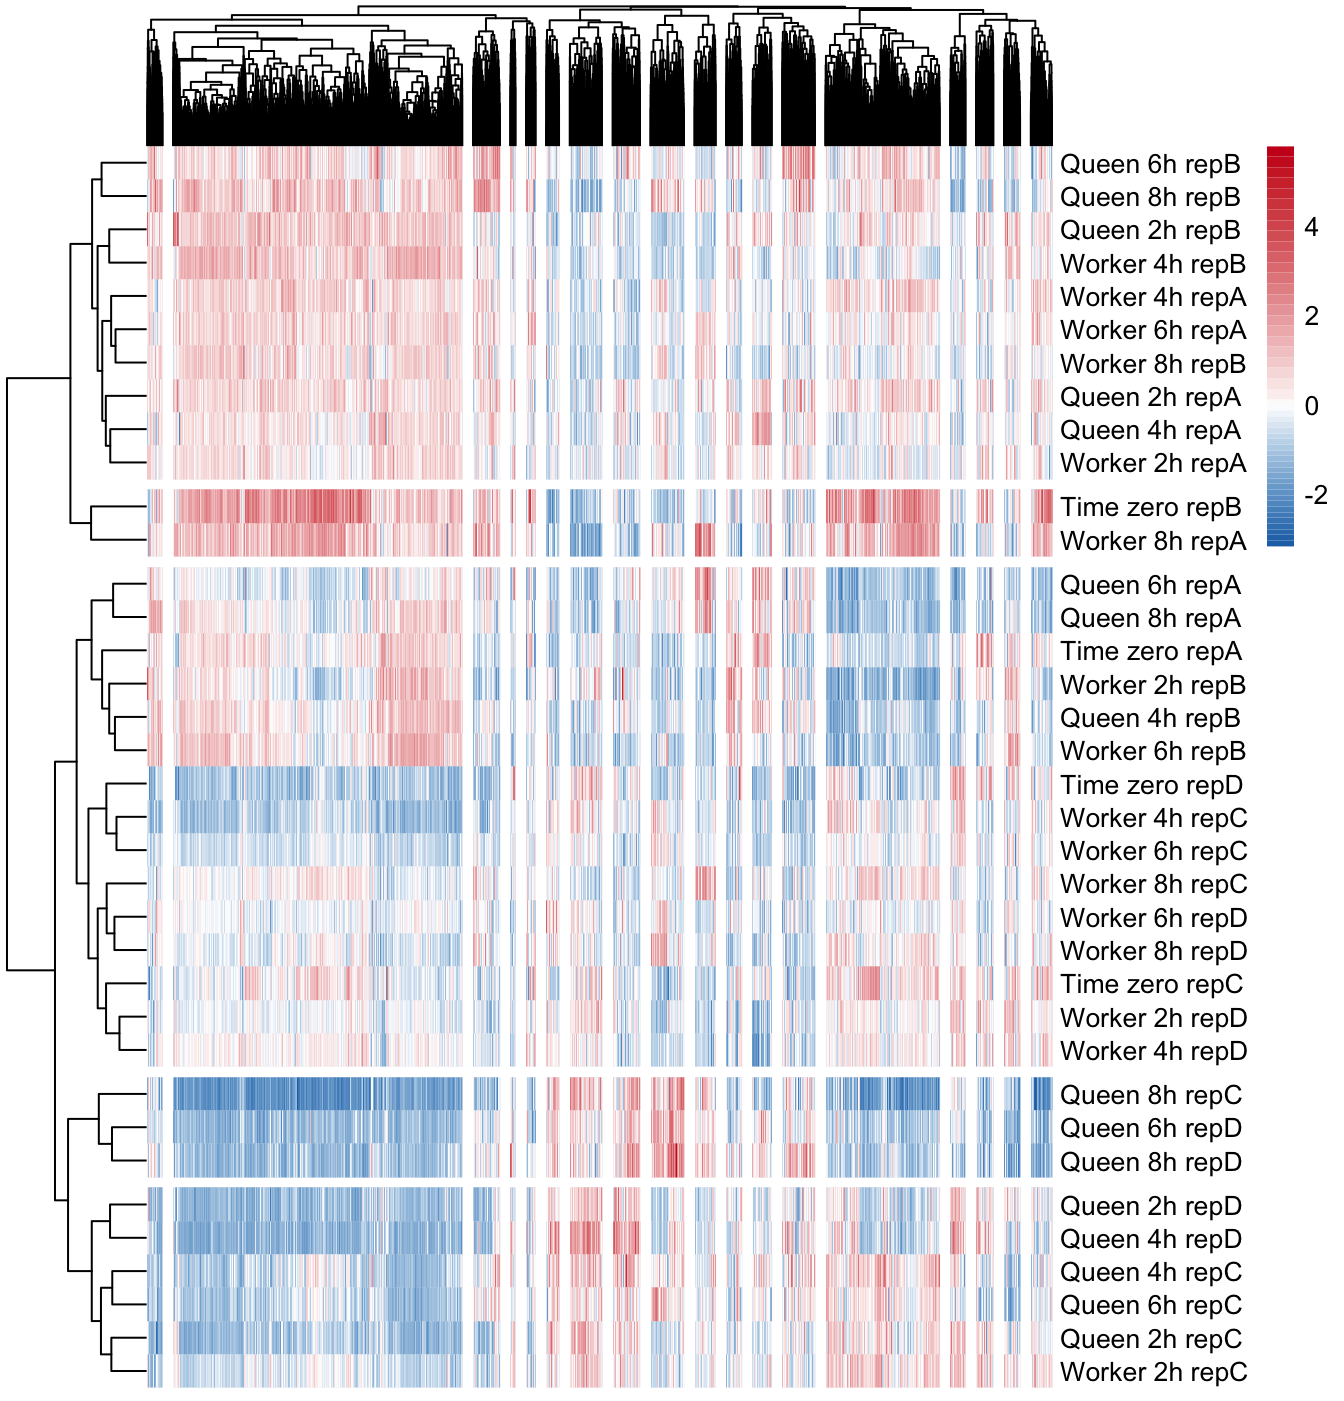 Queen 6h repB
Queen 8h repB
Queen 2h repB
Worker 4h repB
Worker 4h repA
Worker 6h repA
Worker 8h repB
Queen 2h repA
Queen 4h repA
Worker 2h repA
Time zero repB
Worker 8h repA
Queen 6h repA
Queen 8h repA
Time zero repA
Worker 2h repB
Queen 4h repB
Worker 6h repB
Time zero repD
Worker 4h repC
Worker 6h repC
Worker 8h repC
Worker 6h repD
Worker 8h repD
Time zero repC
Worker 2h repD
Worker 4h repD
Queen 8h repC
Queen 6h repD
Queen 8h repD
Queen 2h repD
Queen 4h repD
Queen 4h repC
Queen 6h repC
Queen 2h repC
Worker 2h repC
4
2
0
-2